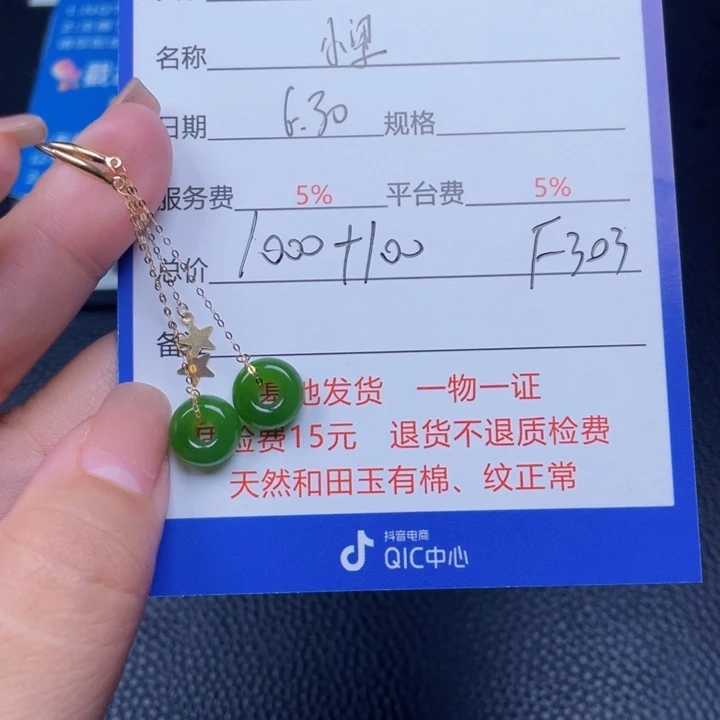 名称 小果
日期 6.30 规格
服务费 5% 平台费 5%
总价 1000+100 F303
备
地发货 一物一证
检费15元 退货不退质检费
天然和田玉有棉、纹正常
抖音电商
QIC中心